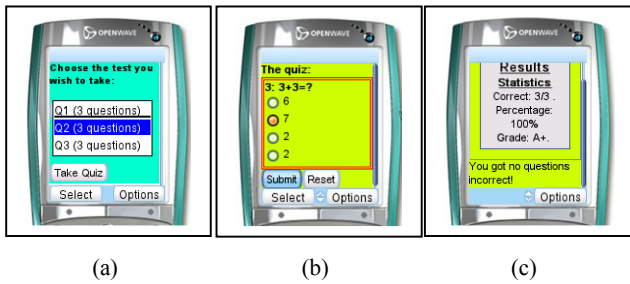 OPENWAVE
Choose the test you
wish to take:
Q1 (3 questions)
Q2 (3 questions)
Q3 (3 questions)
Take Quiz
Select Options
(a)
OPENWAVE
The quiz:
3: 3+3=?
6
7
2
2
Submit Reset
Select Options
(b)
OPENWAVE
Results
Statistics
Correct: 3/3 .
Percentage:
100%
Grade: A+.
You got no questions
incorrect!
Options
(c)